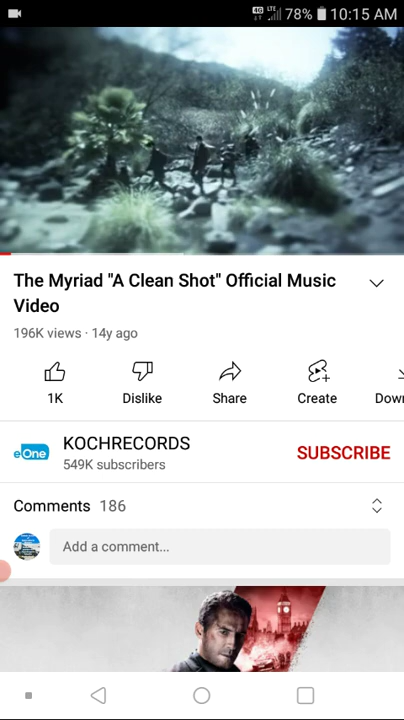 4G LTE 78% 10:15 AM
The Myriad "A Clean Shot" Official Music
Video
196K views · 14y ago
1K Dislike Share Create Down
eOne KOCHRECORDS SUBSCRIBE
549K subscribers
Comments 186
Add a comment...